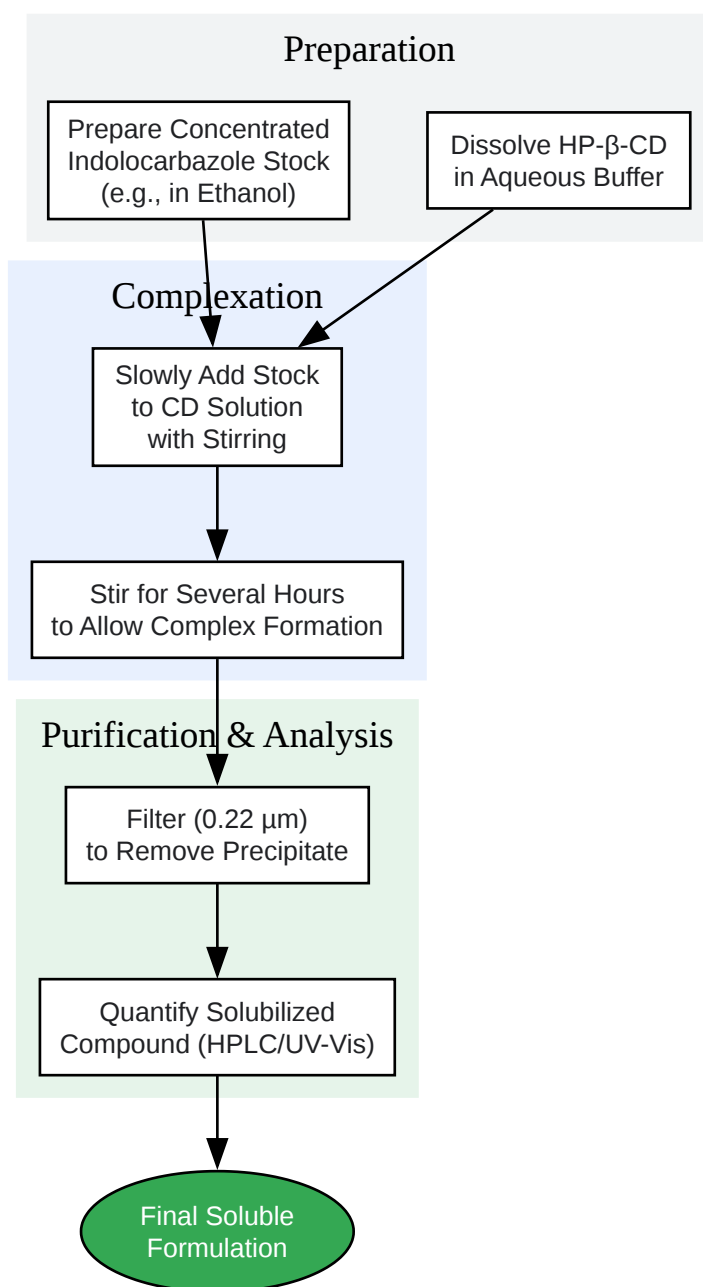 Preparation
Prepare Concentrated
Indolocarbazole Stock
(e.g., in Ethanol)
Dissolve HP-β-CD
in Aqueous Buffer
Complexation
Slowly Add Stock
to CD Solution
with Stirring
Stir for Several Hours
to Allow Complex Formation
Purification & Analysis
Filter (0.22 µm)
to Remove Precipitate
Quantify Solubilized
Compound (HPLC/UV-Vis)
Final Soluble
Formulation